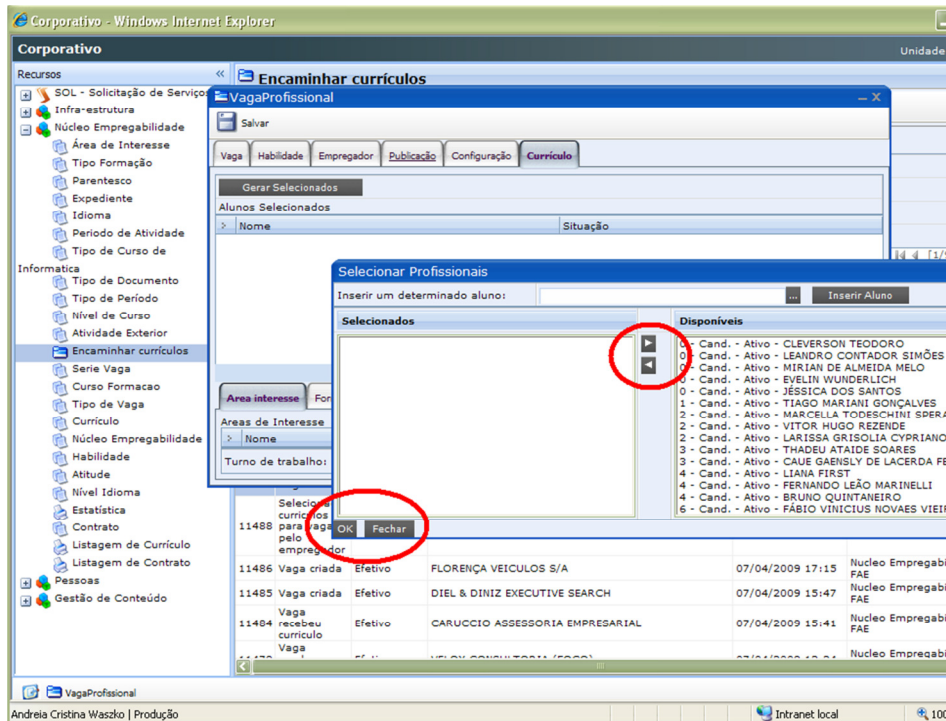 Corporativo - Windows Internet Explorer
Corporativo
Unidade
Recursos
«
SOL - Solicitação de Serviços
Infra-estrutura
Núcleo Empregabilidade
Área de Interesse
Tipo Formação
Parentesco
Expediente
Idioma
Periodo de Atividade
Tipo de Curso de
Informatica
Tipo de Documento
Tipo de Período
Nível de Curso
Atividade Exterior
Encaminhar currículos
Serie Vaga
Curso Formacao
Tipo de Vaga
Currículo
Núcleo Empregabilidade
Habilidade
Atitude
Nível Idioma
Estatística
Contrato
Listagem de Currículo
Listagem de Contrato
Pessoas
Gestão de Conteúdo
Encaminhar currículos
VagaProfissional
Salvar
Vaga Habilidade Empregador Publicação Configuração Currículo
Gerar Selecionados
Alunos Selecionados
> Nome Situação
Area interesse For
Areas de Interesse
> Nome
Turno de trabalho:
Selecionar Profissionais
Inserir um determinado aluno: ... Inserir Aluno
Selecionados
Disponíveis
0 - Cand. - Ativo - CLEVERSON TEODORO
0 - Cand. - Ativo - LEANDRO CONTADOR SIMÕES
0 - Cand. - Ativo - MIRIAN DE ALMEIDA MELO
0 - Cand. - Ativo - EVELIN WUNDERLICH
0 - Cand. - Ativo - JÉSSICA DOS SANTOS
1 - Cand. - Ativo - TIAGO MARIANI GONÇALVES
2 - Cand. - Ativo - MARCELLA TODESCHINI SPERA
2 - Cand. - Ativo - VITOR HUGO REZENDE
2 - Cand. - Ativo - LARISSA GRISOLIA CYPRIANO
3 - Cand. - Ativo - THADEU ATAIDE SOARES
3 - Cand. - Ativo - CAUE GAENSLY DE LACERDA FE
4 - Cand. - Ativo - LIANA FIRST
4 - Cand. - Ativo - FERNANDO LEÃO MARINELLI
4 - Cand. - Ativo - BRUNO QUINTANEIRO
6 - Cand. - Ativo - FÁBIO VINICIUS NOVAES VIEIR
OK Fechar
11488
para vaga
pelo
empregador
11486 Vaga criada Efetivo FLORENÇA VEICULOS S/A 07/04/2009 17:15 Nucleo Empregabi
FAE
11485 Vaga criada Efetivo DIEL & DINIZ EXECUTIVE SEARCH 07/04/2009 15:47 Nucleo Empregabi
FAE
Vaga
11484 recebeu Efetivo CARUCCIO ASSESSORIA EMPRESARIAL 07/04/2009 15:41 Nucleo Empregabi
curriculo FAE
Vaga
VagaProfissional
Andreia Cristina Waszko | Produção
Intranet local
100